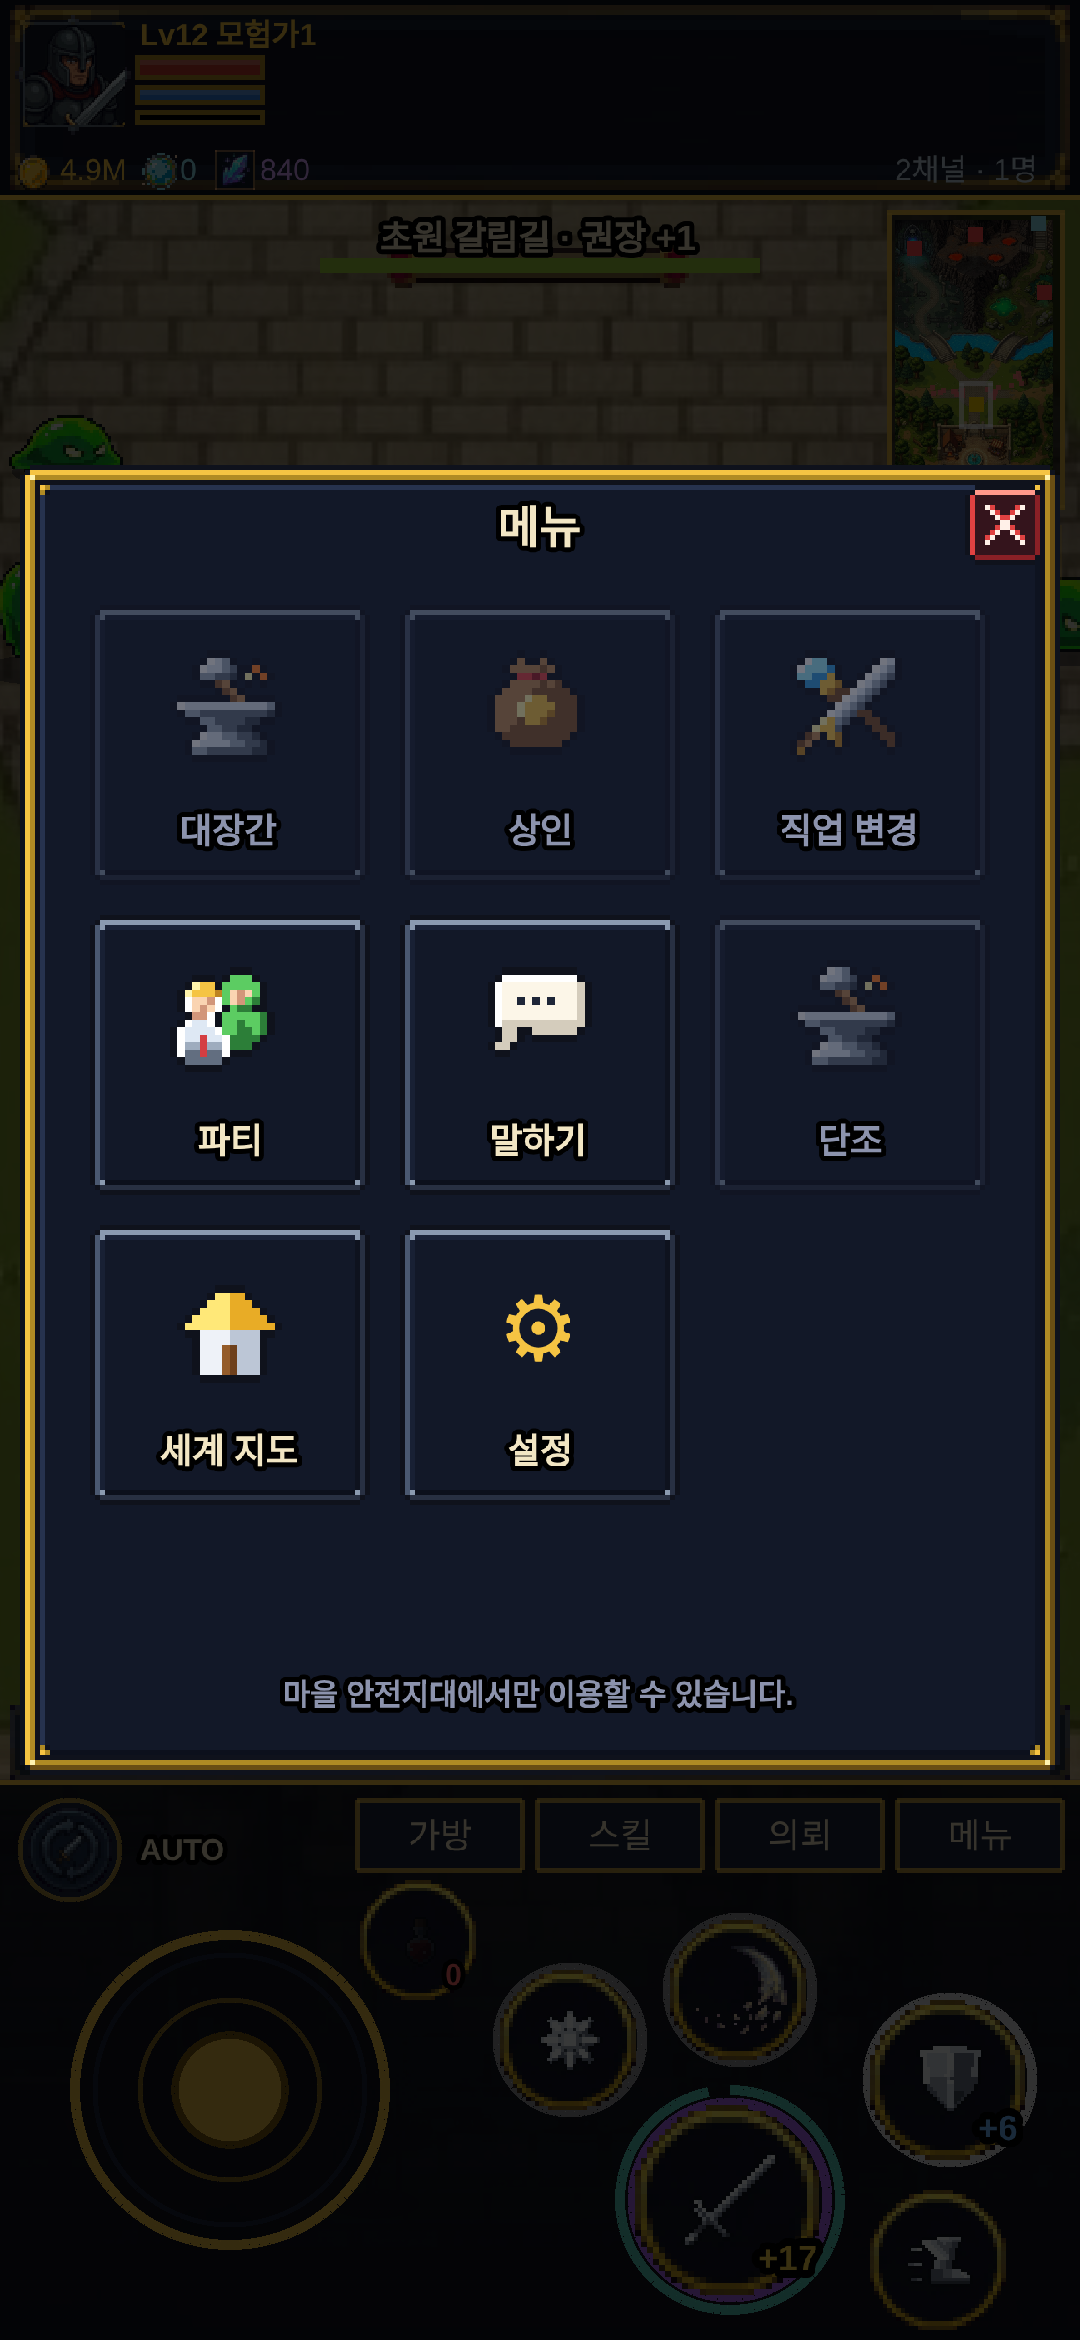 Lv12 모험가1
4.9M 0 840 2채널 · 1명
초원 갈림길 · 권장 +1
메뉴
대장간 상인 직업 변경
파티 말하기 단조
세계 지도 설정
마을 안전지대에서만 이용할 수 있습니다.
AUTO 가방 스킬 의뢰 메뉴
0
+6
+17